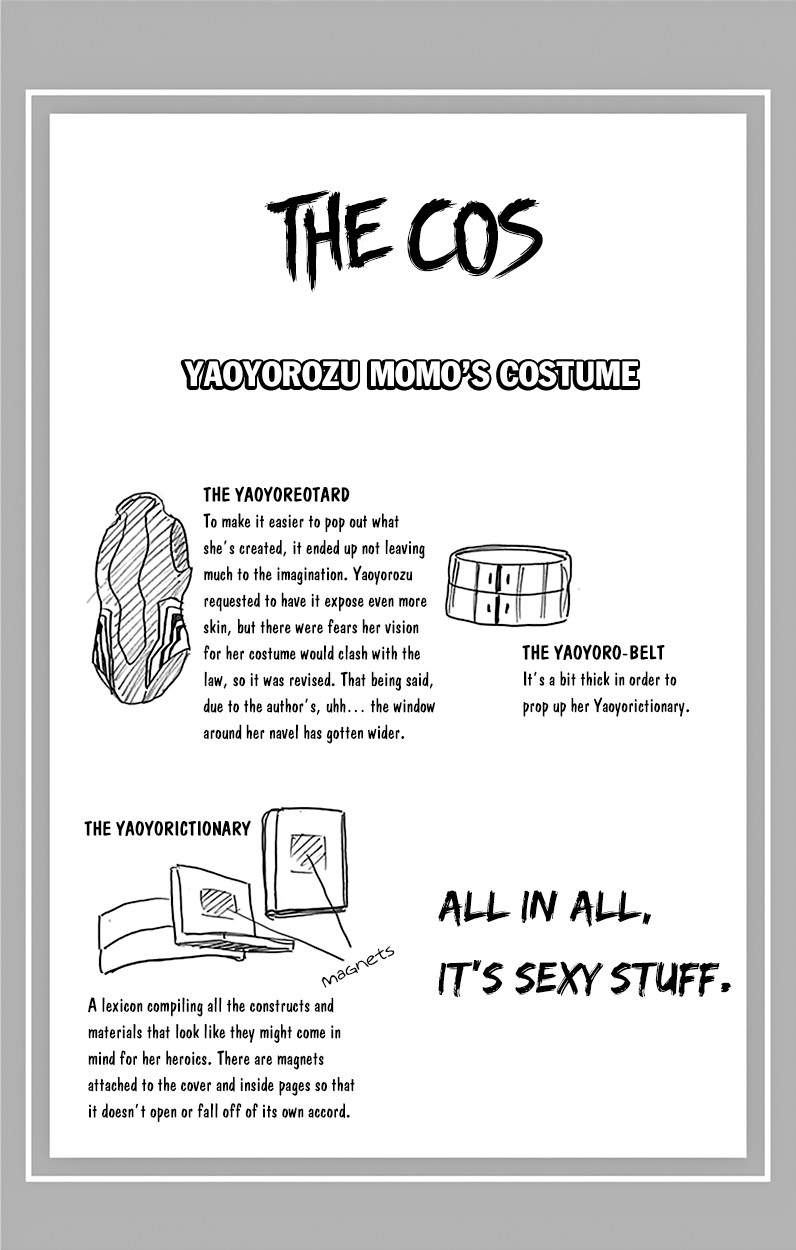 THE COS
YAOYOROZU MOMO'S COSTUME
THE YAOYOREOTARD
To make it easier to pop out what
she's created, it ended up not leaving
much to the imagination. Yaoyorozu
requested to have it expose even more
skin, but there were fears her vision
for her costume would clash with the
law, so it was revised. That being said,
due to the author's, uhh... the window
around her navel has gotten wider.
THE YAOYORO-BELT
It's a bit thick in order to
prop up her Yaoyorictionary.
THE YAOYORICTIONARY
magnets
A lexicon compiling all the constructs and
materials that look like they might come in
mind for her heroics. There are magnets
attached to the cover and inside pages so that
it doesn't open or fall off of its own accord.
ALL IN ALL,
IT'S SEXY STUFF.